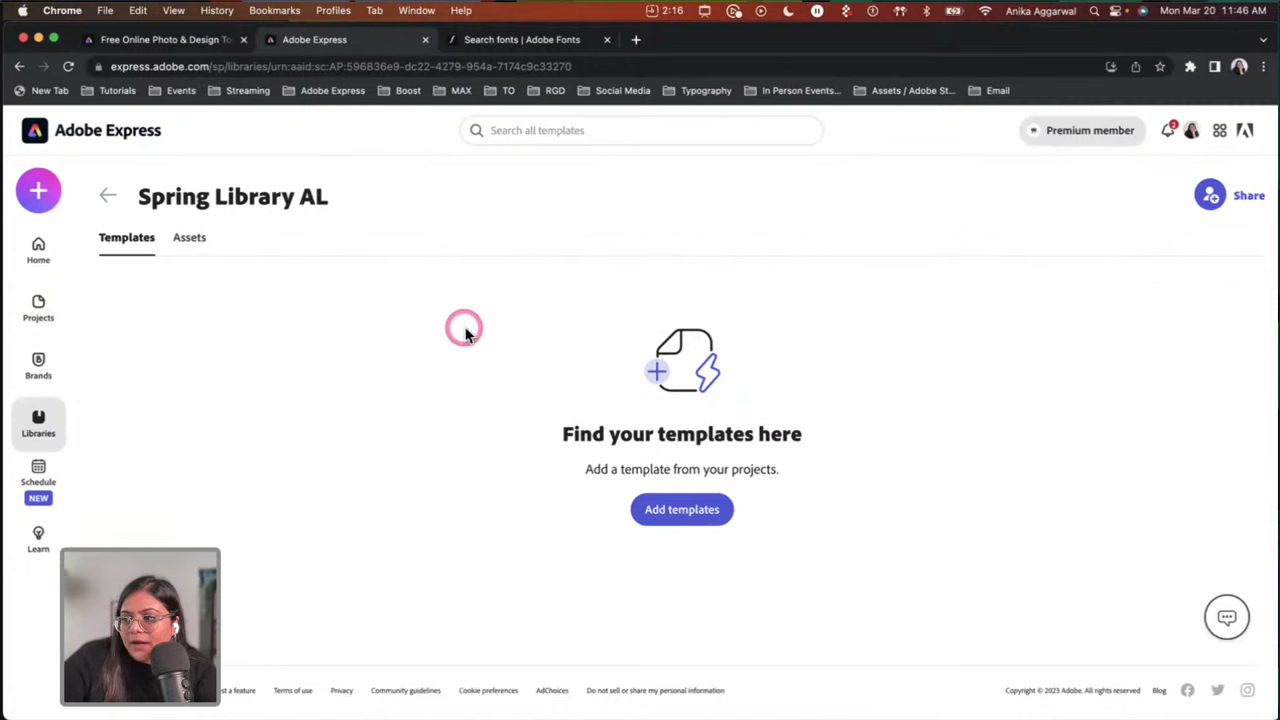 Chrome File Edit View History Bookmarks Profiles Tab Window Help 2:16 Anika Aggarwal Mon Mar 20 11:46 AM
Free Online Photo & Design To
Adobe Express
Search fonts | Adobe Fonts
express.adobe.com/sp/libraries/urn:aaid:sc:AP:596836e9-dc22-4279-954a-7174c9c33270
New Tab Tutorials Events Streaming Adobe Express Boost MAX TO RGD Social Media Typography In Person Events... Assets / Adobe St... Email
Adobe Express
Search all templates
Premium member
2
Spring Library AL
Share
Templates Assets
Home
Projects
Brands
Libraries
Schedule
NEW
Learn
Find your templates here
Add a template from your projects.
Add templates
st a feature Terms of use Privacy Community guidelines Cookie preferences AdChoices Do not sell or share my personal information Copyright © 2023 Adobe. All rights reserved Blog